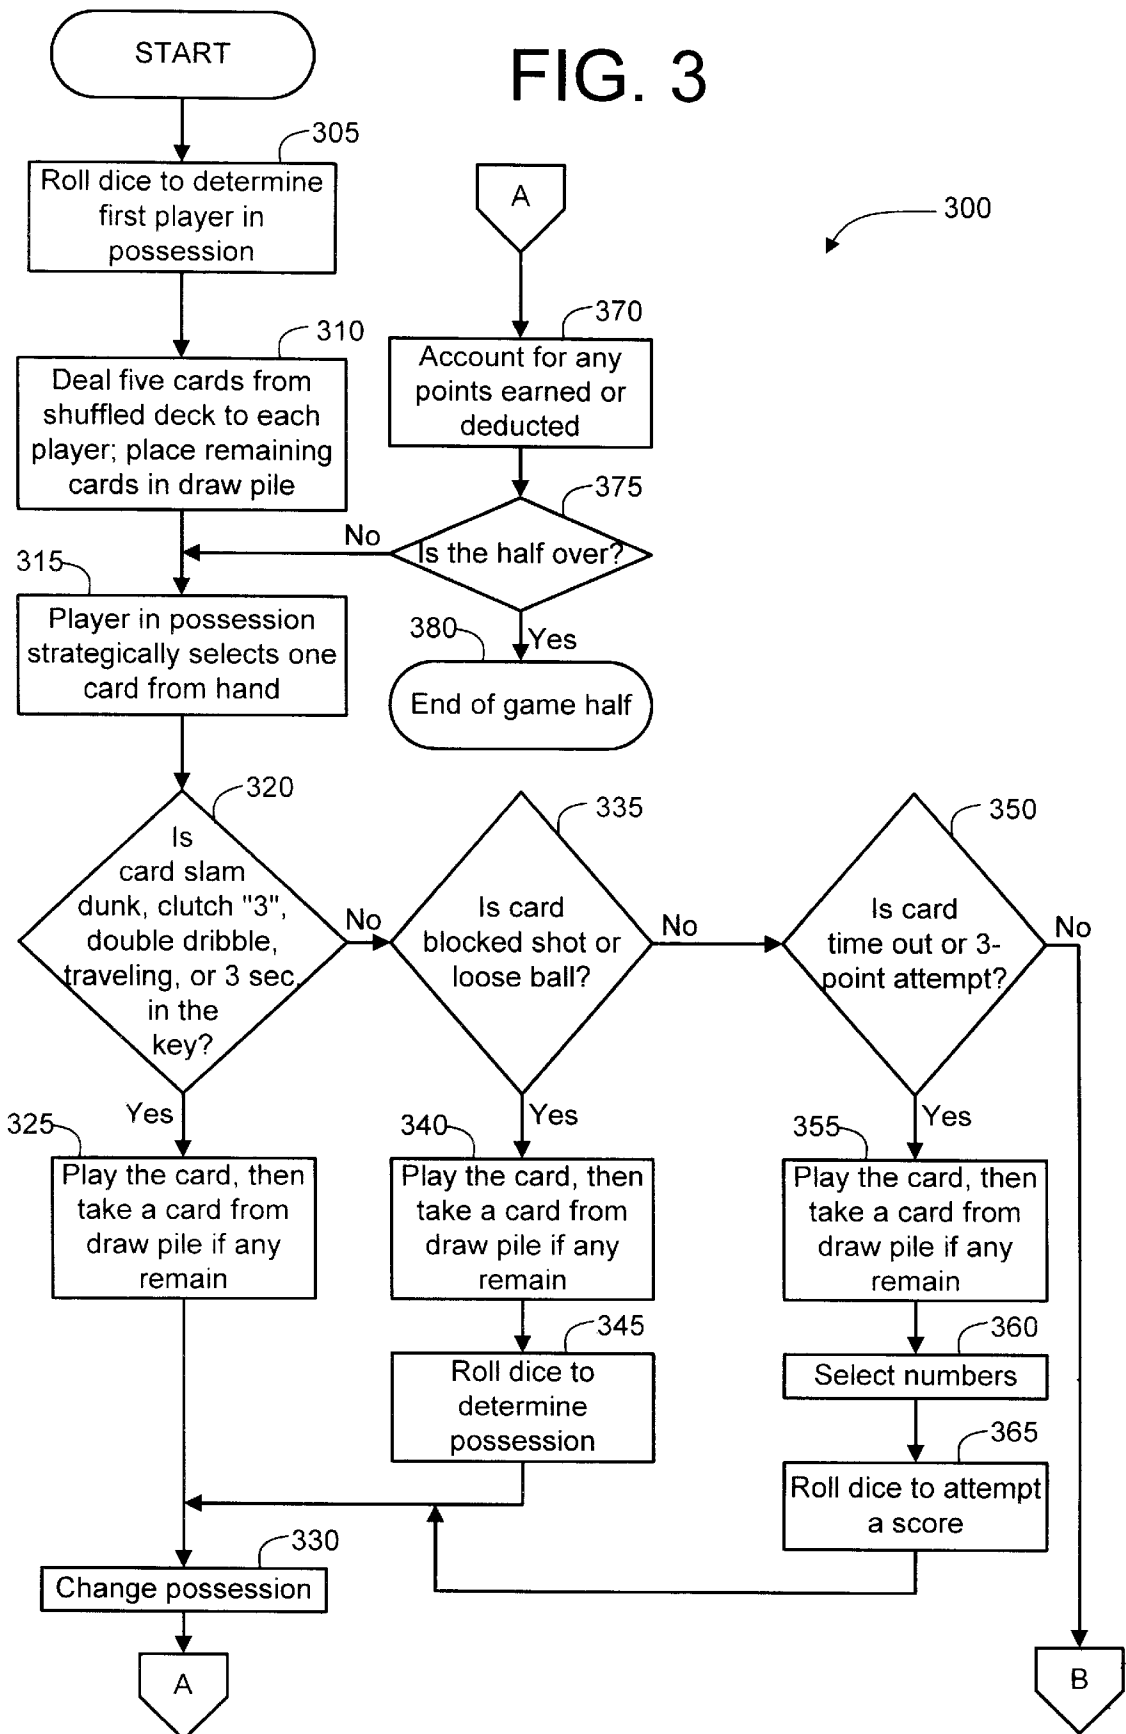 START
FIG. 3
305
Roll dice to determine
first player in
possession
A
300
310
Deal five cards from
shuffled deck to each
player; place remaining
cards in draw pile
370
Account for any
points earned or
deducted
375
Is the half over?
No
Yes
380
End of game half
315
Player in possession
strategically selects one
card from hand
320
Is
card slam
dunk, clutch "3",
double dribble,
traveling, or 3 sec.
in the
key?
No
Yes
335
Is card
blocked shot or
loose ball?
No
Yes
350
Is card
time out or 3-
point attempt?
No
Yes
325
Play the card, then
take a card from
draw pile if any
remain
340
Play the card, then
take a card from
draw pile if any
remain
355
Play the card, then
take a card from
draw pile if any
remain
345
Roll dice to
determine
possession
360
Select numbers
365
Roll dice to attempt
a score
330
Change possession
A
B